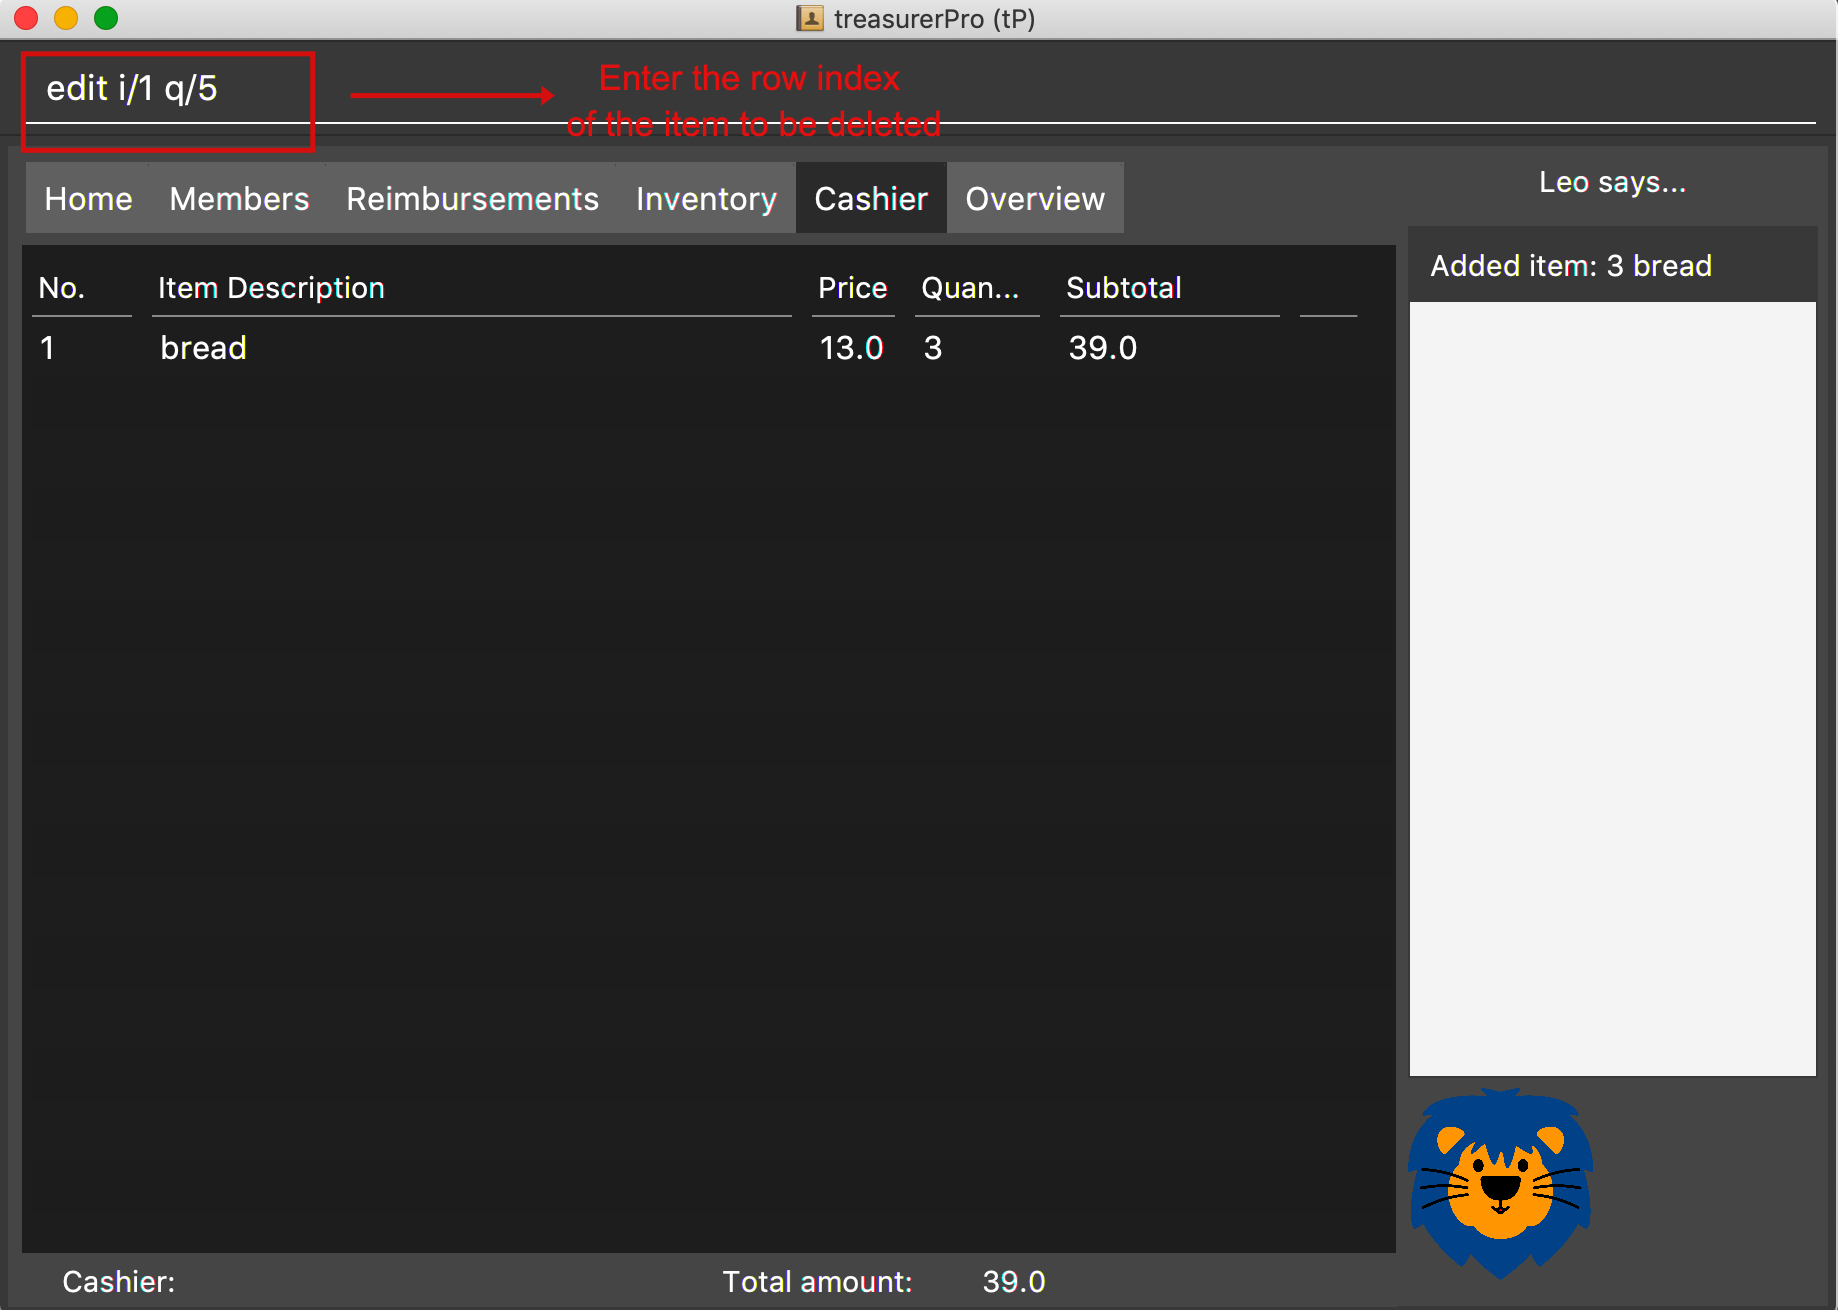 treasurerPro (tP)
edit i/1 q/5
Enter the row index
of the item to be deleted
Home Members Reimbursements Inventory Cashier Overview
Leo says...
Added item: 3 bread
No. Item Description Price Quan... Subtotal
1 bread 13.0 3 39.0
Cashier: Total amount: 39.0